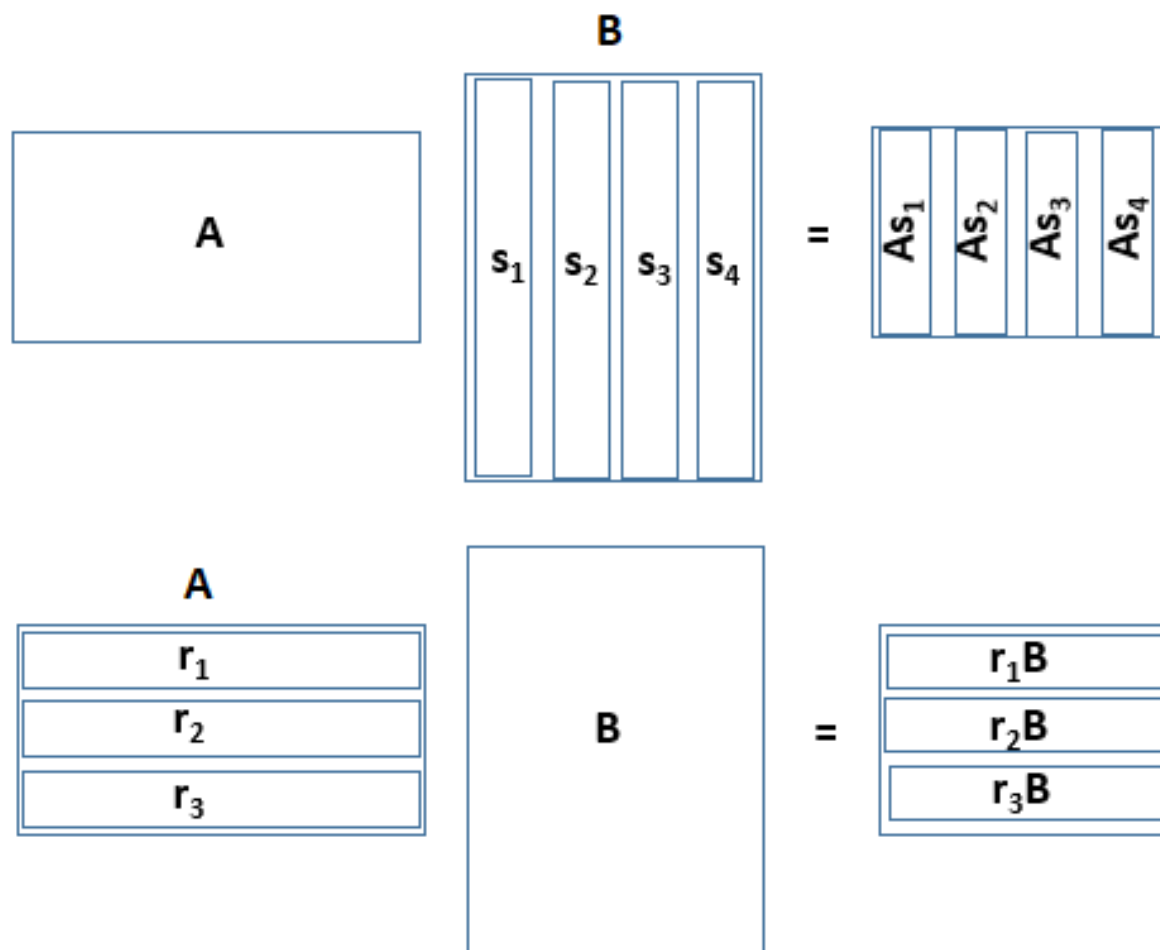 B
A
s₁ s₂ s₃ s₄ = As₁ As₂ As₃ As₄
A
r₁
r₂
r₃
B
=
r₁B
r₂B
r₃B